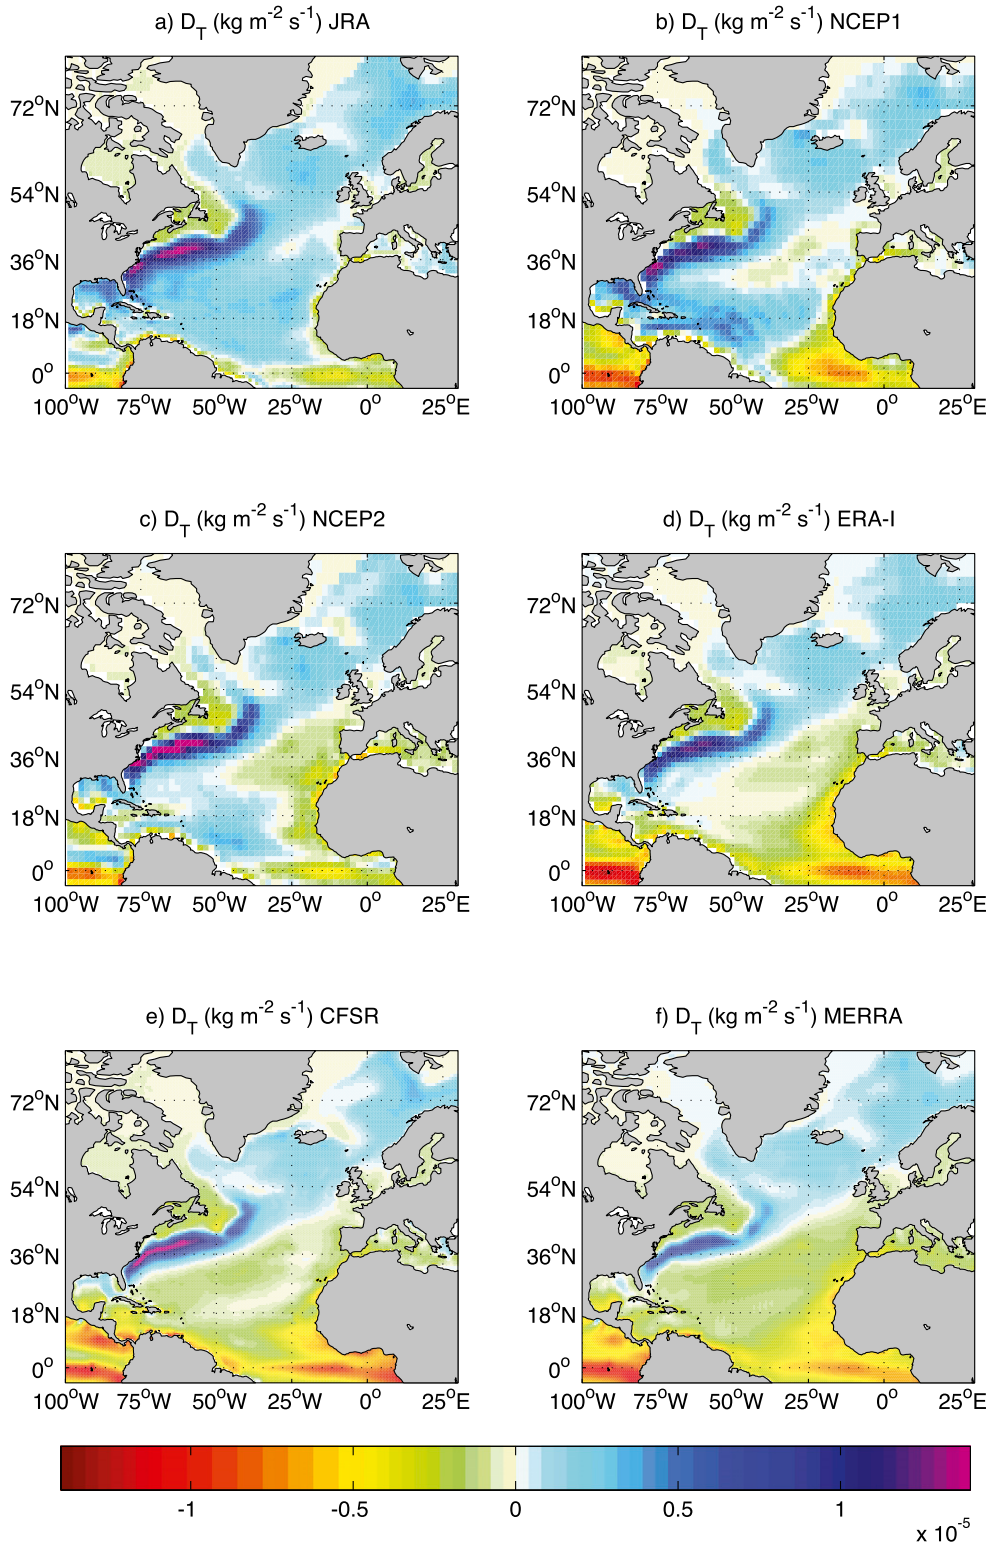 a) D_T (kg m⁻² s⁻¹) JRA
b) D_T (kg m⁻² s⁻¹) NCEP1
72°N
54°N
36°N
18°N
0°
100°W 75°W 50°W 25°W 0° 25°E
72°N
54°N
36°N
18°N
0°
100°W 75°W 50°W 25°W 0° 25°E
c) D_T (kg m⁻² s⁻¹) NCEP2
d) D_T (kg m⁻² s⁻¹) ERA-I
72°N
54°N
36°N
18°N
0°
100°W 75°W 50°W 25°W 0° 25°E
72°N
54°N
36°N
18°N
0°
100°W 75°W 50°W 25°W 0° 25°E
e) D_T (kg m⁻² s⁻¹) CFSR
f) D_T (kg m⁻² s⁻¹) MERRA
72°N
54°N
36°N
18°N
0°
100°W 75°W 50°W 25°W 0° 25°E
72°N
54°N
36°N
18°N
0°
100°W 75°W 50°W 25°W 0° 25°E
-1 -0.5 0 0.5 1
x 10⁻⁵